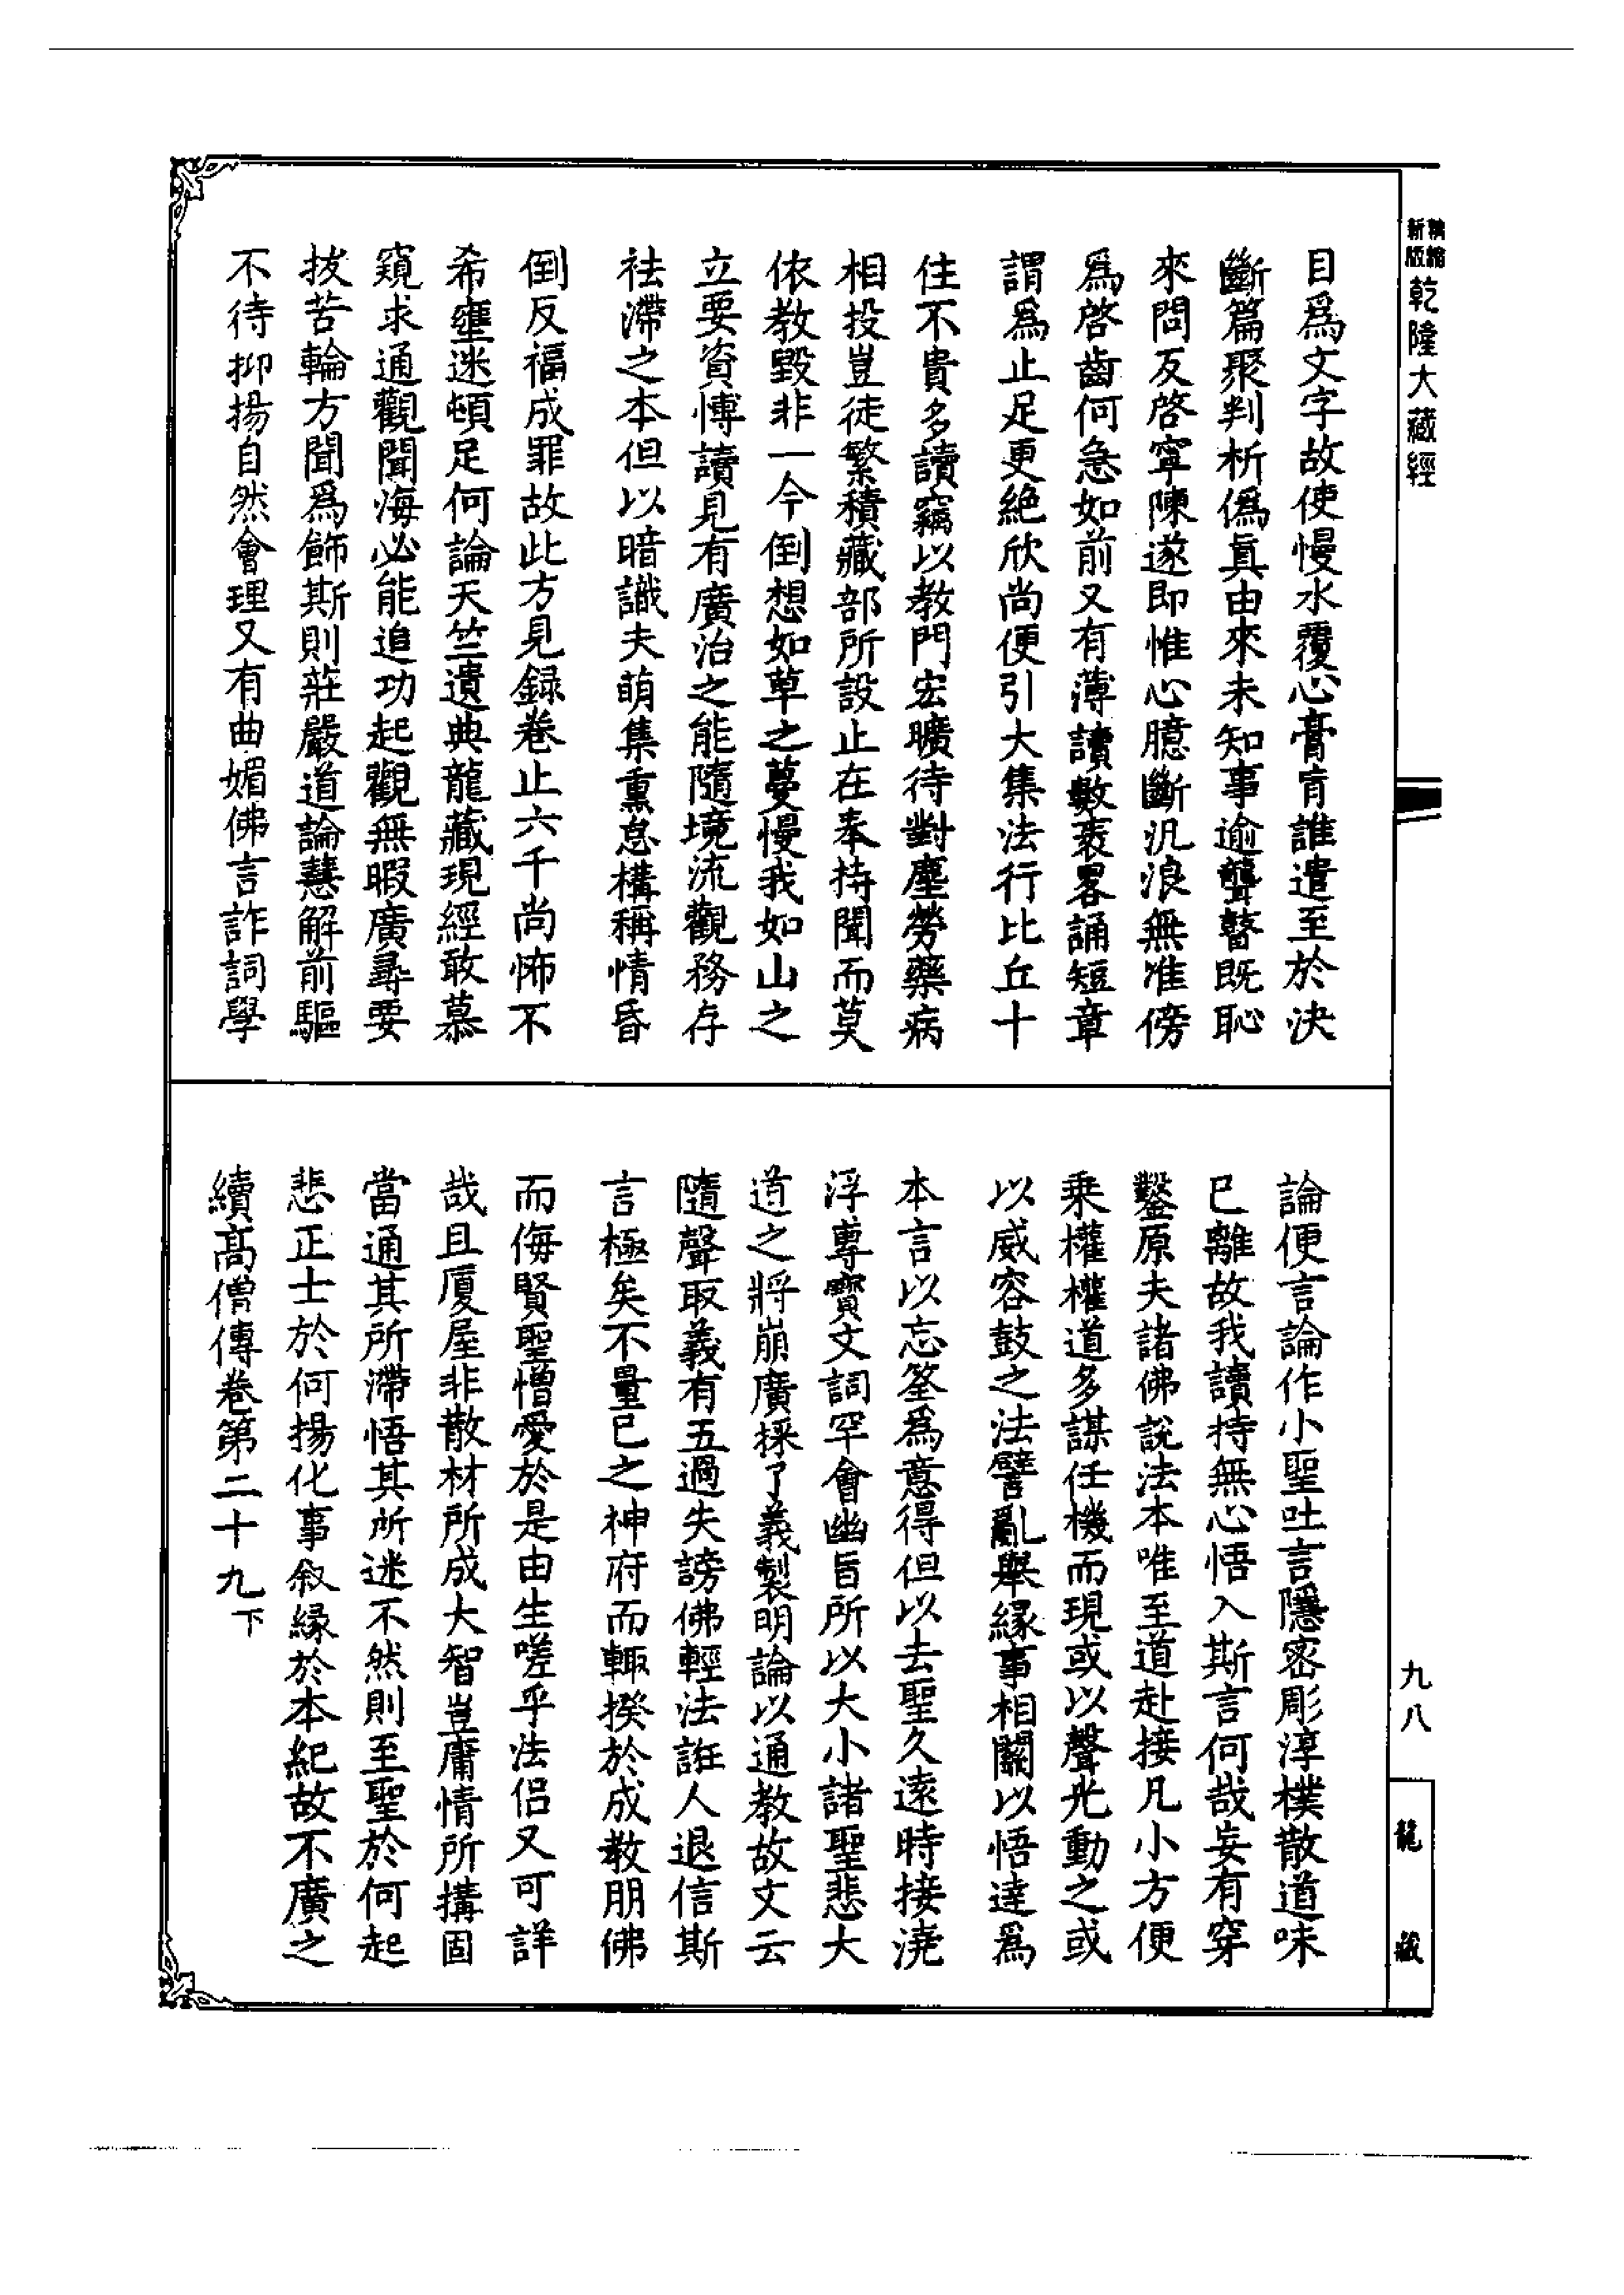 新版精縮乾隆大藏經
目爲文字故使慢水覆心膏肓誰遣至於決
斷篇聚判析僞眞由來未知事逾聾瞽既恥
來問反啓寧陳遂即惟心臆斷汎浪無准傍
爲啓齒何急如前又有薄讀數袠畧誦短章
謂爲止足更絶欣尚便引大集法行比丘十
住不貴多讀竊以教門宏曠待對塵勞藥病
相投豈徒繁積藏部所設止在奉持聞而莫
依教毀非一今倒想如草之蔓慢我如山之
立要資愽讀見有廣治之能隨境流觀務存
祛滯之本但以暗識夫萌集熏怠構稱情昏
倒反福成罪故此方見録卷止六千尚怖不
希壅迷頓足何論天竺遺典龍藏現經敢慕
窺求通觀聞海必能追功起觀無暇廣尋要
拔苦輪方聞爲飾斯則莊嚴道論慧解前驅
不待抑揚自然會理又有曲媚佛言詐詞學
論便言論作小聖吐言隱密彫淳樸散道味
已離故我讀持無心悟入斯言何哉妄有穿
鑿原夫諸佛說法本唯至道赴接凡小方便
乗權權道多謀任機而現或以聲光動之或
以威容鼓之法譬亂舉緣事相關以悟達爲
本言以忘筌爲意得但以去聖久遠時接澆
浮尃寳文詞罕會幽旨所以大小諸聖悲大
道之將崩廣採了義製明論以通教故文云
隨聲取義有五過失謗佛輕法誑人退信斯
言極矣不量已之神府而輙揆於成教朋佛
而侮賢聖憎愛於是由生嗟乎法侣又可詳
哉且厦屋非散材所成大智豈庸情所搆固
當通其所滯悟其所迷不然則至聖於何起
悲正士於何揚化事叙緣於本紀故不廣之
續髙僧傳卷第二十九下
九八
龍藏